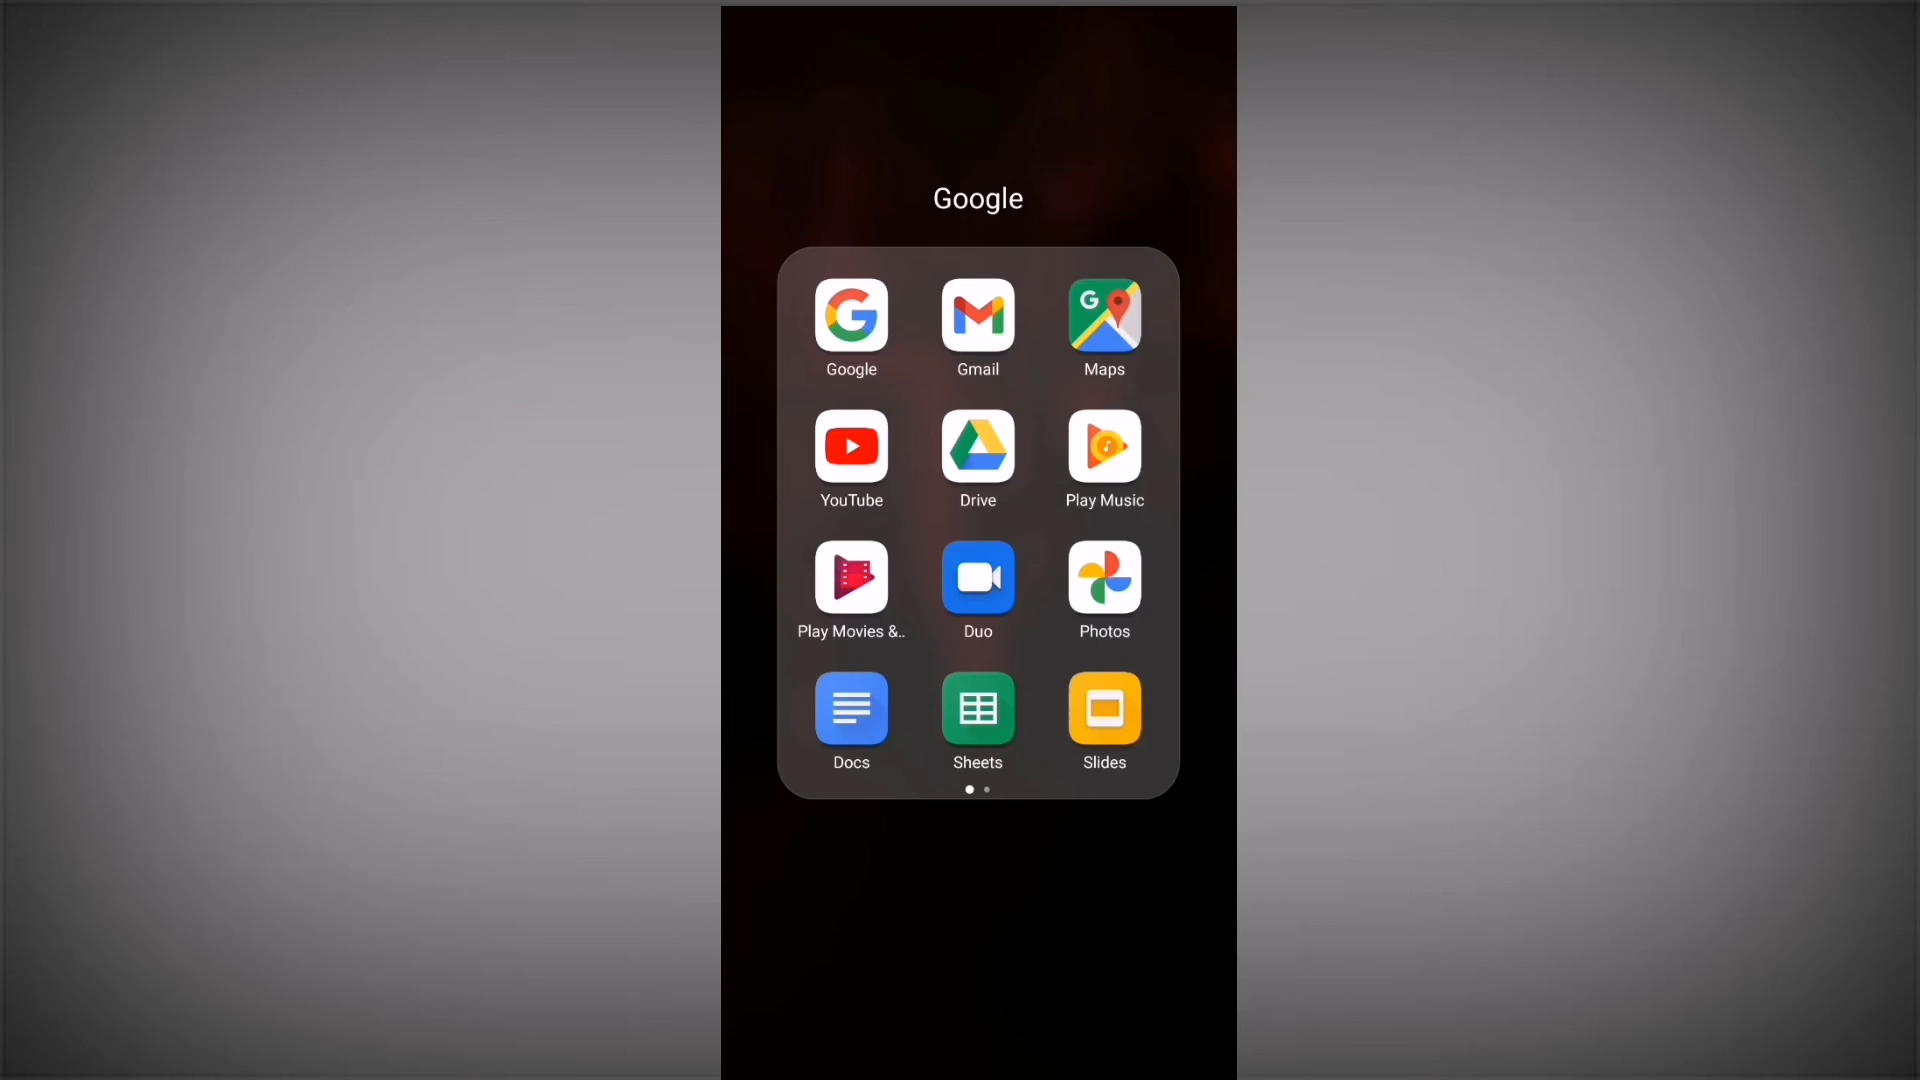 Google
Google
Gmail
Maps
YouTube
Drive
Play Music
Play Movies &..
Duo
Photos
Docs
Sheets
Slides